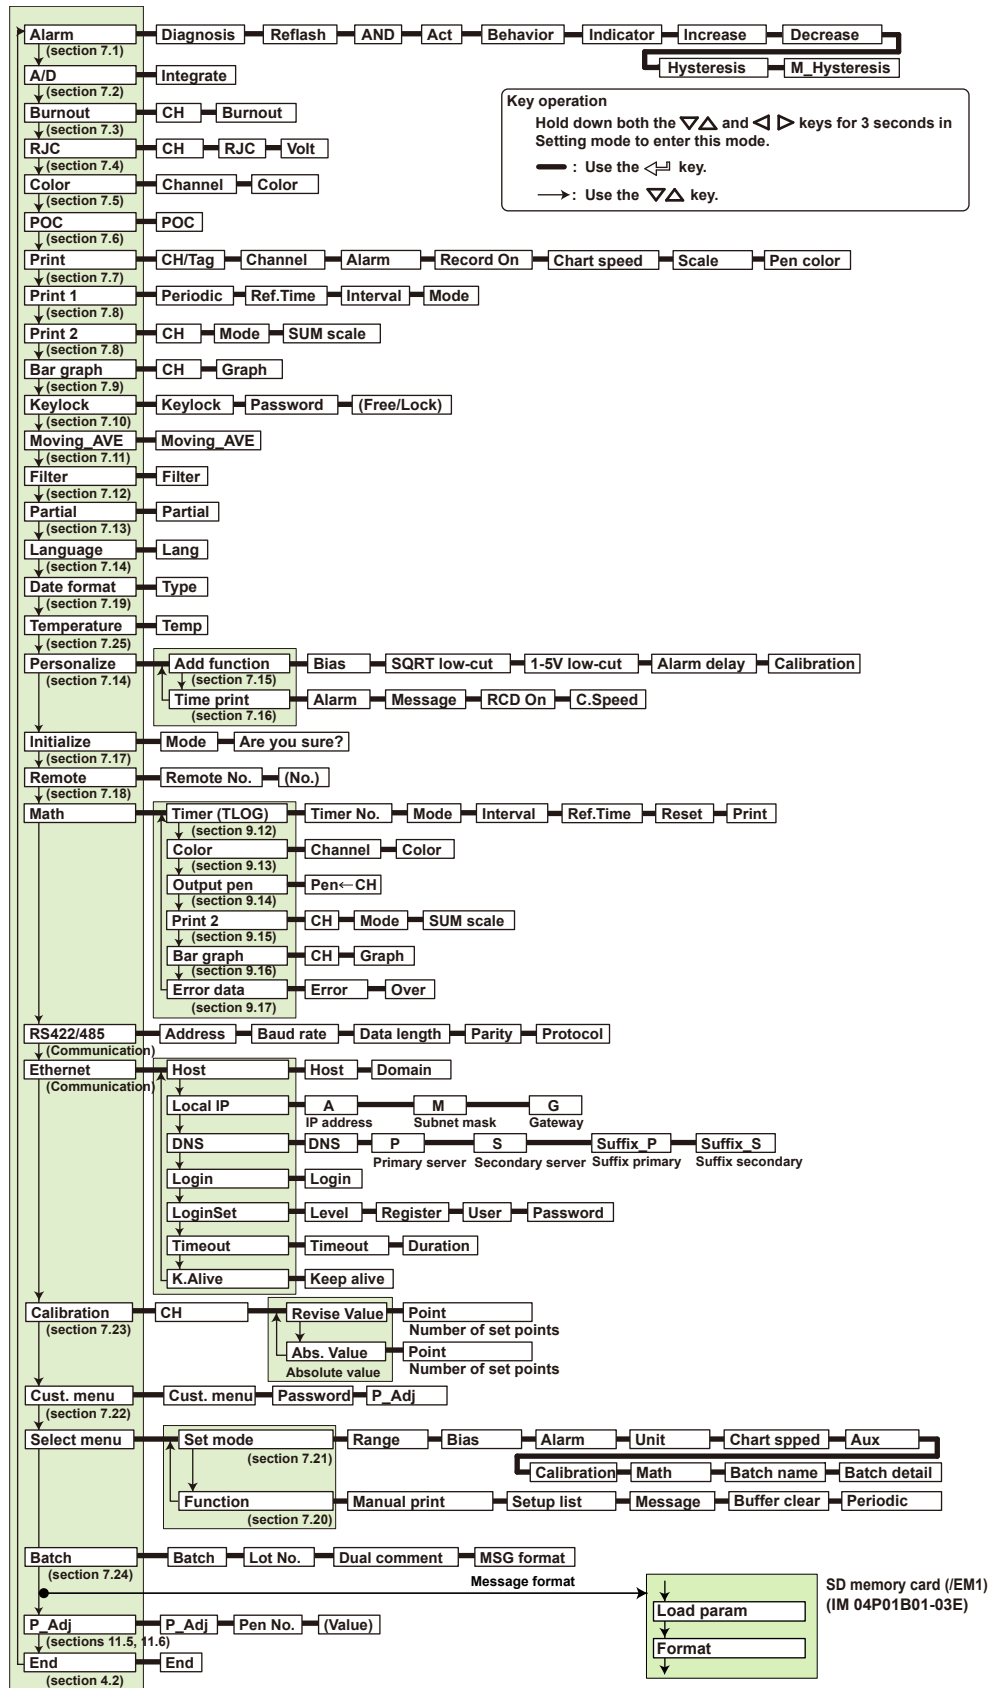 Alarm Diagnosis Reflash AND Act Behavior Indicator Increase Decrease
(section 7.1)
Hysteresis M_Hysteresis
A/D Integrate
(section 7.2)
Key operation
Hold down both the ▽△ and ◁ ▷ keys for 3 seconds in
Setting mode to enter this mode.
: Use the key.
: Use the ▽△ key.
Burnout CH Burnout
(section 7.3)
RJC CH RJC Volt
(section 7.4)
Color Channel Color
(section 7.5)
POC POC
(section 7.6)
Print CH/Tag Channel Alarm Record On Chart speed Scale Pen color
(section 7.7)
Print 1 Periodic Ref.Time Interval Mode
(section 7.8)
Print 2 CH Mode SUM scale
(section 7.8)
Bar graph CH Graph
(section 7.9)
Keylock Keylock Password (Free/Lock)
(section 7.10)
Moving_AVE Moving_AVE
(section 7.11)
Filter Filter
(section 7.12)
Partial Partial
(section 7.13)
Language Lang
(section 7.14)
Date format Type
(section 7.19)
Temperature Temp
(section 7.25)
Personalize Add function Bias SQRT low-cut 1-5V low-cut Alarm delay Calibration
(section 7.14) (section 7.15)
Time print Alarm Message RCD On C.Speed
(section 7.16)
Initialize Mode Are you sure?
(section 7.17)
Remote Remote No. (No.)
(section 7.18)
Math Timer (TLOG) Timer No. Mode Interval Ref.Time Reset Print
(section 9.12)
Color Channel Color
(section 9.13)
Output pen Pen←CH
(section 9.14)
Print 2 CH Mode SUM scale
(section 9.15)
Bar graph CH Graph
(section 9.16)
Error data Error Over
(section 9.17)
RS422/485 Address Baud rate Data length Parity Protocol
(Communication)
Ethernet Host Host Domain
(Communication)
Local IP A M G
IP address Subnet mask Gateway
DNS DNS P S Suffix_P Suffix_S
Primary server Secondary server Suffix primary Suffix secondary
Login Login
LoginSet Level Register User Password
Timeout Timeout Duration
K.Alive Keep alive
Calibration CH Revise Value Point
(section 7.23) Number of set points
Abs. Value Point
Absolute value Number of set points
Cust. menu Cust. menu Password P_Adj
(section 7.22)
Select menu Set mode Range Bias Alarm Unit Chart spped Aux
(section 7.21)
Calibration Math Batch name Batch detail
Function Manual print Setup list Message Buffer clear Periodic
(section 7.20)
Batch Batch Lot No. Dual comment MSG format
(section 7.24)
Message format
SD memory card (/EM1)
(IM 04P01B01-03E)
Load param
Format
P_Adj P_Adj Pen No. (Value)
(sections 11.5, 11.6)
End End
(section 4.2)